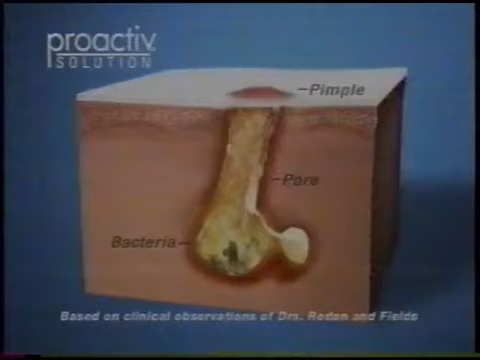 proactiv
SOLUTION
Pimple
Pore
Bacteria
Based on clinical observations of Drs. Rodan and Fields